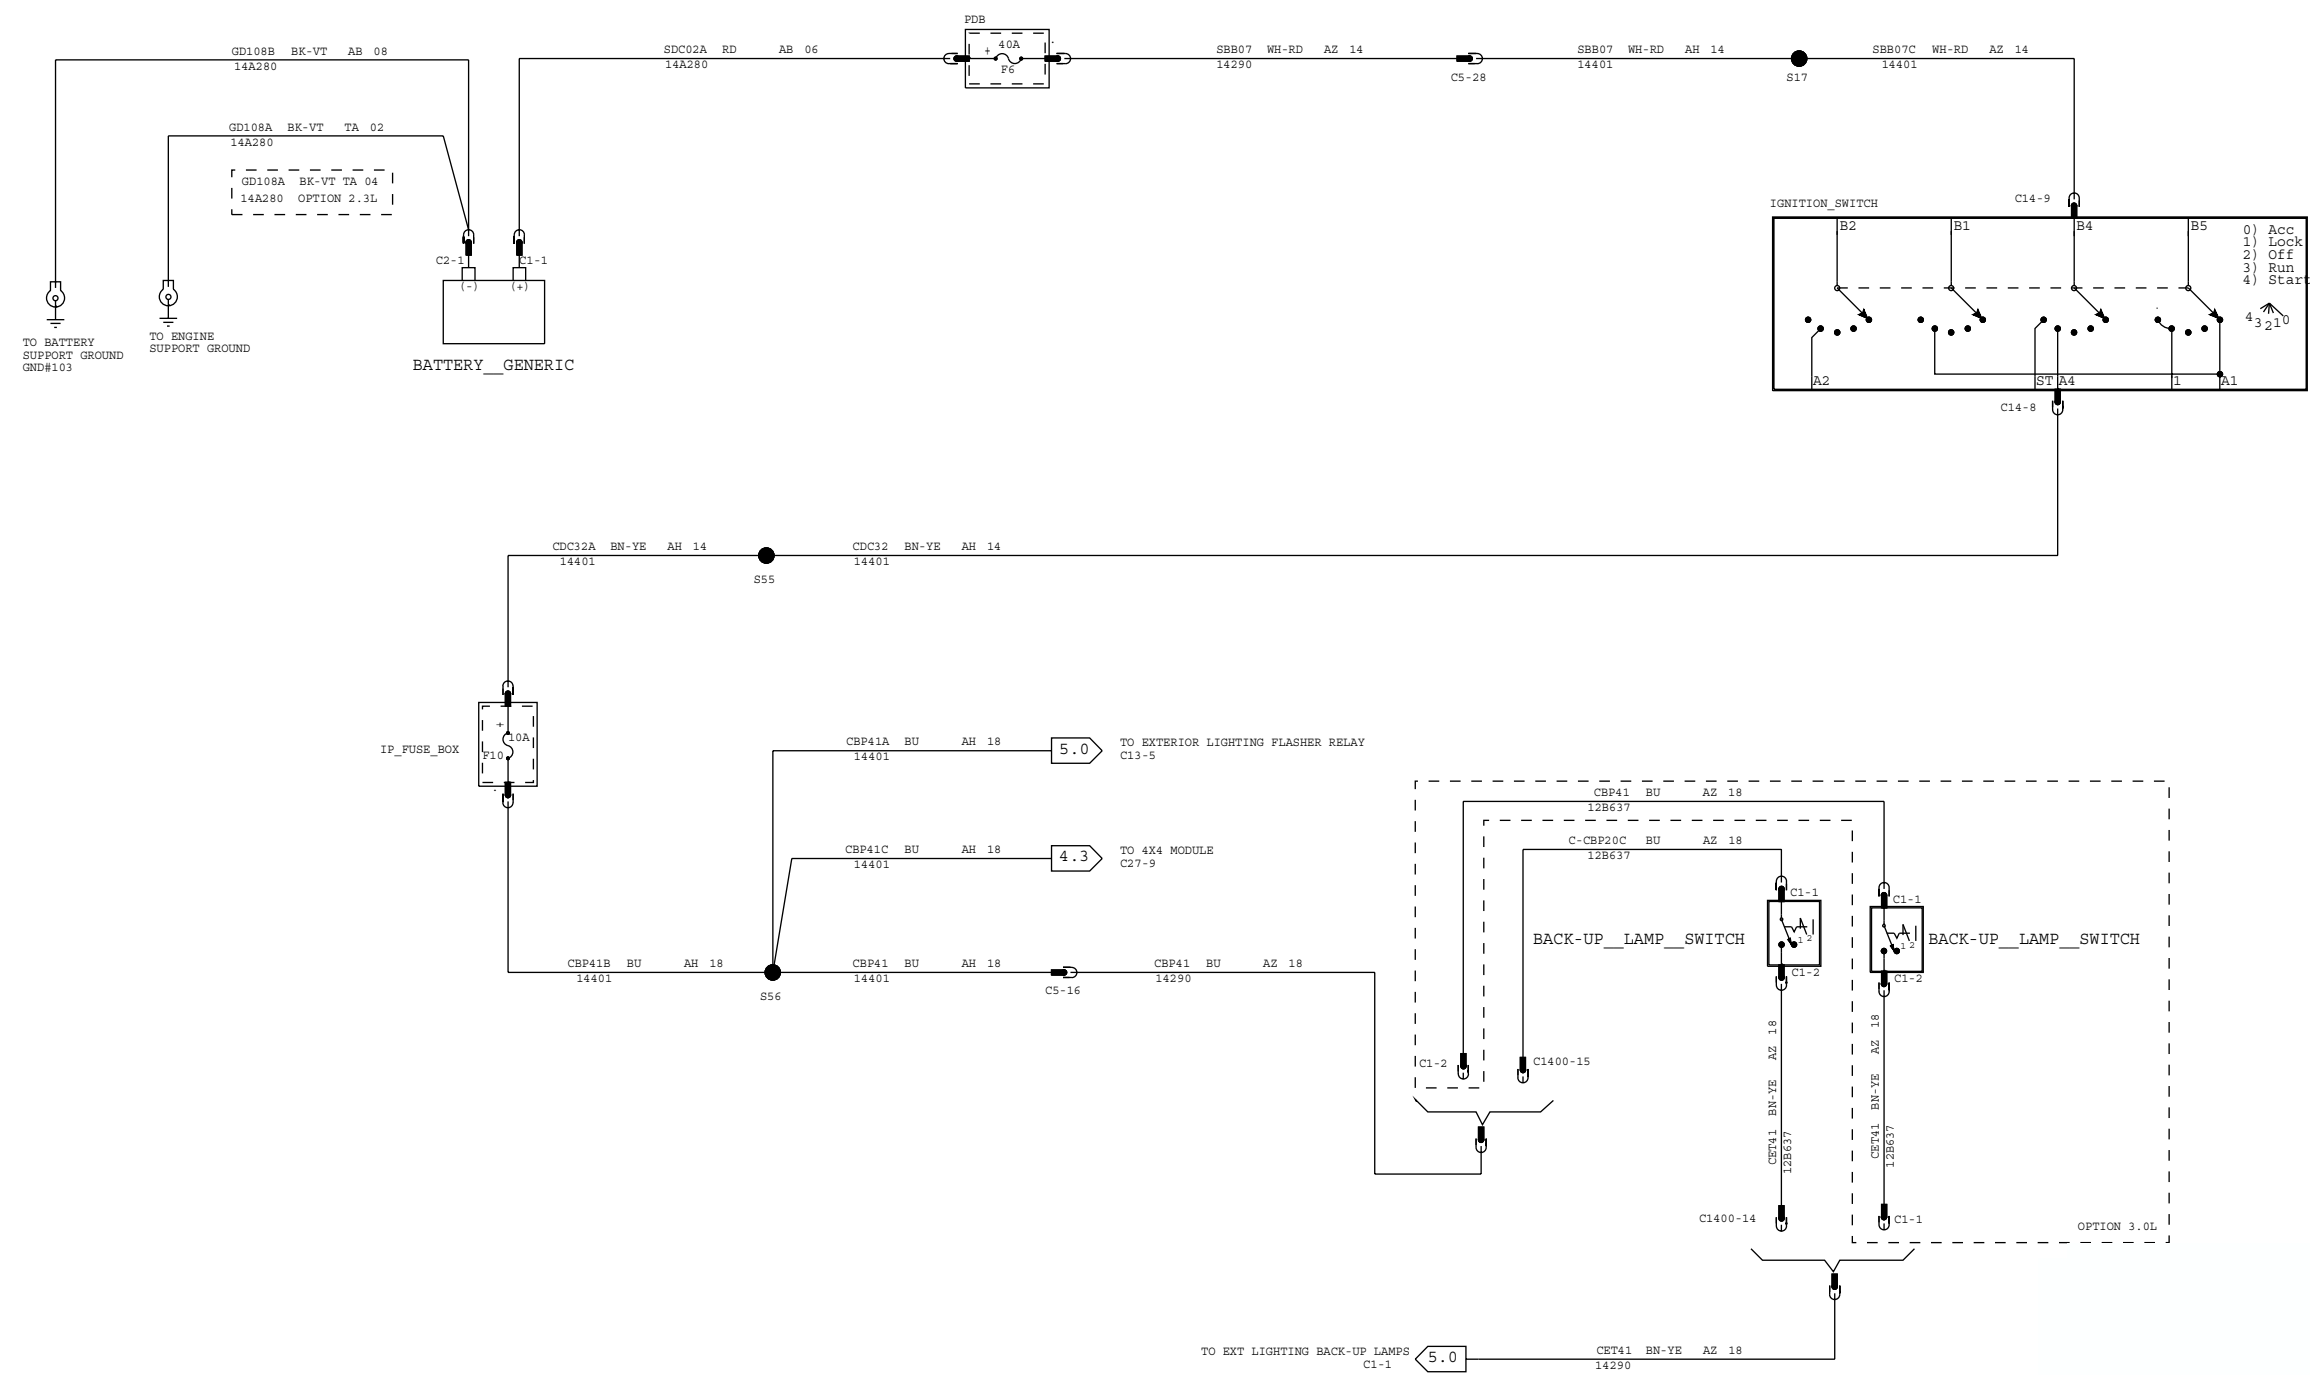 PDB
GD108B BK-VT AB 08
14A280
SDC02A RD AB 06
14A280
+ 40A
F6
SBB07 WH-RD AZ 14
14290
C5-28
SBB07 WH-RD AH 14
14401
S17
SBB07C WH-RD AZ 14
14401
GD108A BK-VT TA 02
14A280
GD108A BK-VT TA 04
14A280 OPTION 2.3L
C2-1
C1-1
(-)
(+)
BATTERY__GENERIC
TO BATTERY
SUPPORT GROUND
GND#103
TO ENGINE
SUPPORT GROUND
C14-9
IGNITION_SWITCH
B2
B1
B4
B5
0) Acc
1) Lock
2) Off
3) Run
4) Start
4 3 2 1 0
A2
ST
A4
1
A1
C14-8
CDC32A BN-YE AH 14
14401
S55
CDC32 BN-YE AH 14
14401
IP_FUSE_BOX
+
10A
F10
CBP41A BU AH 18
14401
5.0
TO EXTERIOR LIGHTING FLASHER RELAY
C13-5
CBP41C BU AH 18
14401
4.3
TO 4X4 MODULE
C27-9
CBP41B BU AH 18
14401
S56
CBP41 BU AH 18
14401
C5-16
CBP41 BU AZ 18
14290
CBP41 BU AZ 18
12B637
C-CBP20C BU AZ 18
12B637
C1-1
C1-1
1 2
1 2
BACK-UP__LAMP__SWITCH
BACK-UP__LAMP__SWITCH
C1-2
C1-2
C1-2
C1400-15
CET41 BN-YE AZ 18
12B637
CET41 BN-YE AZ 18
12B637
C1400-14
C1-1
OPTION 3.0L
TO EXT LIGHTING BACK-UP LAMPS
C1-1
5.0
CET41 BN-YE AZ 18
14290